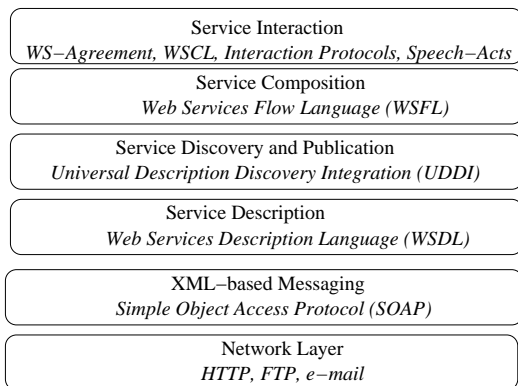 Service Interaction
WS−Agreement, WSCL, Interaction Protocols, Speech−Acts
Service Composition
Web Services Flow Language (WSFL)
Service Discovery and Publication
Universal Description Discovery Integration (UDDI)
Service Description
Web Services Description Language (WSDL)
XML−based Messaging
Simple Object Access Protocol (SOAP)
Network Layer
HTTP, FTP, e−mail